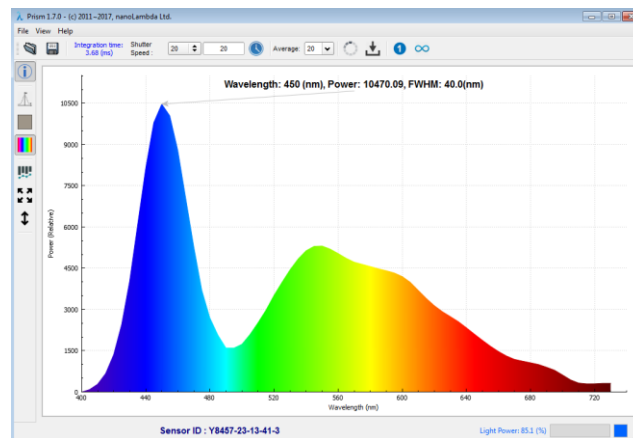 Prism 1.7.0 - (c) 2011~2017, nanoLambda Ltd.
File View Help
Integration time: 3.68 (ms)
Shutter Speed :
20
20
Average: 20
1
Wavelength: 450 (nm), Power: 10470.09, FWHM: 40.0(nm)
10500
9000
7500
6000
4500
3000
1500
0
Power (Relative)
400 440 480 520 560 600 640 680 720
Wavelength (nm)
Sensor ID : Y8457-23-13-41-3
Light Power: 85.1 (%)